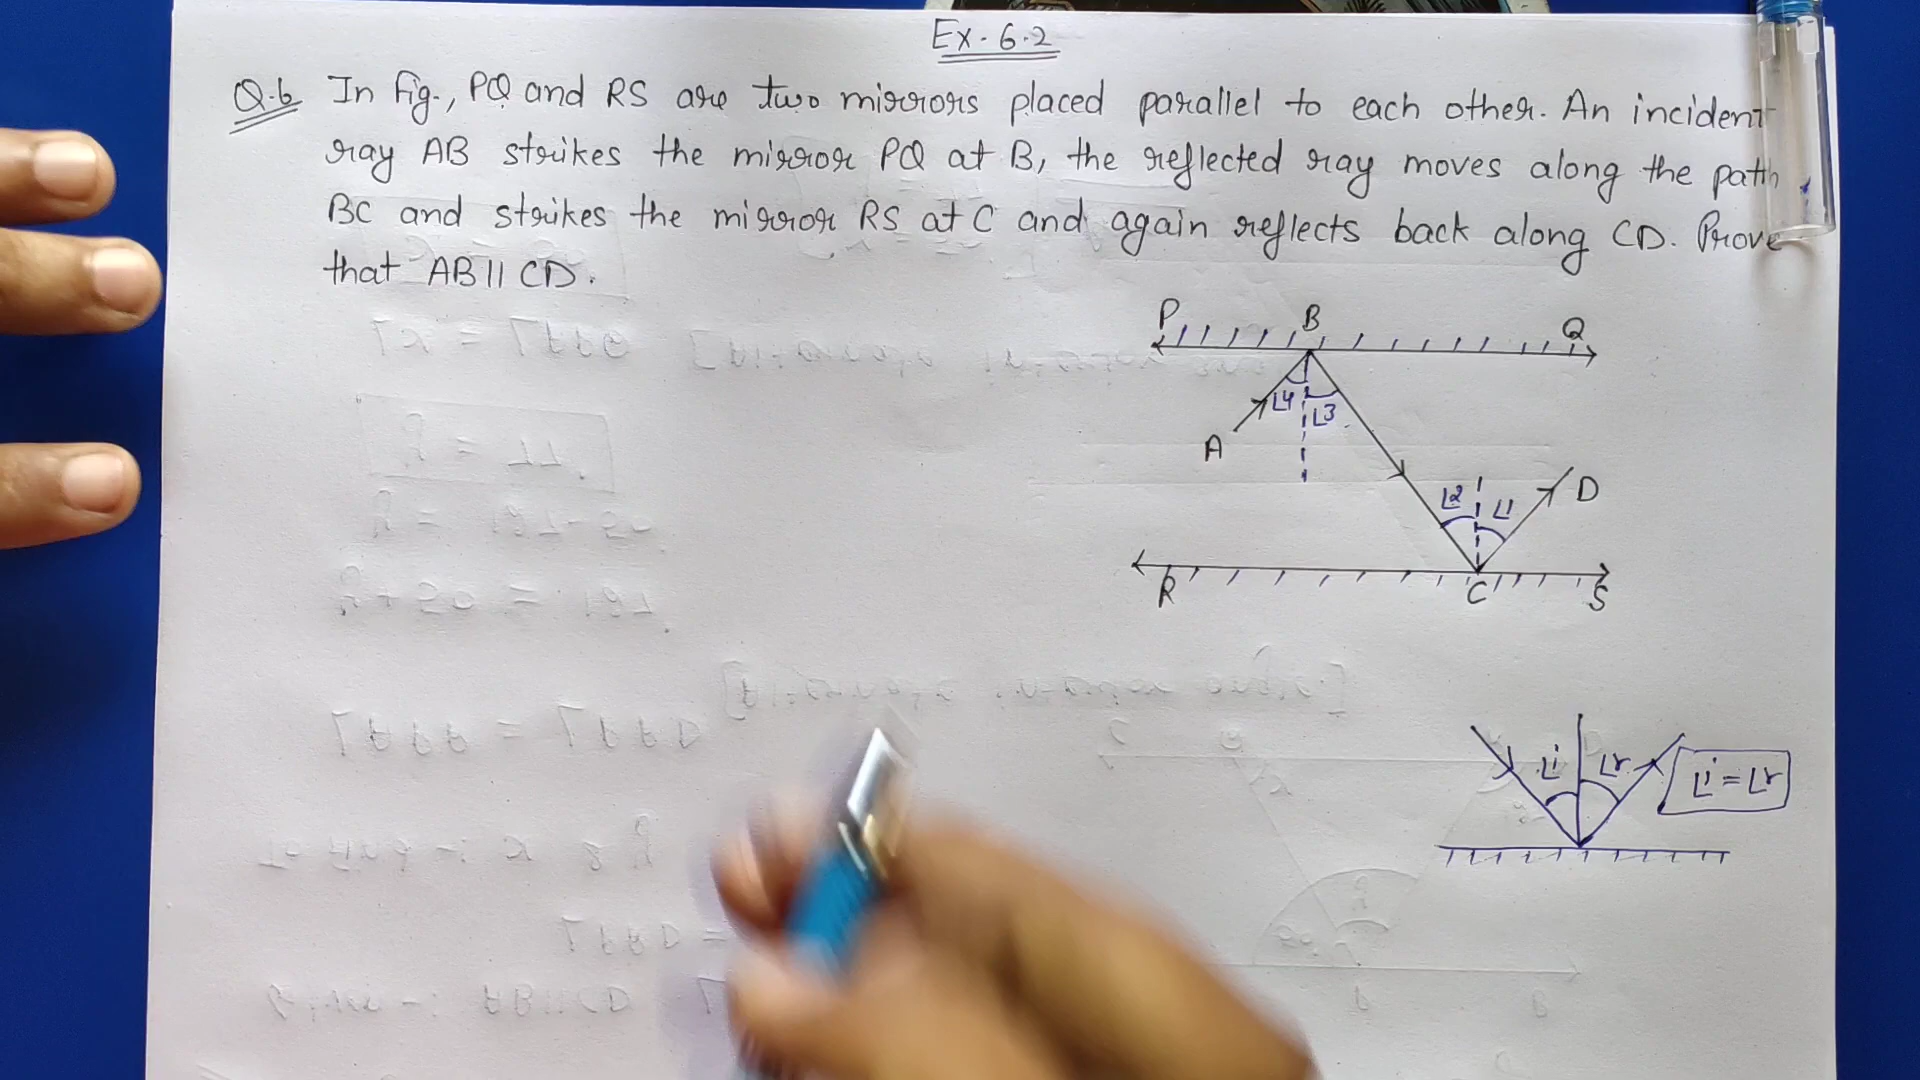 Ex. 6.2
Q.6 In fig., PQ and RS are two mirrors placed parallel to each other. An incident
ray AB strikes the mirror PQ at B, the reflected ray moves along the path
BC and strikes the mirror RS at C and again reflects back along CD. Prove
that AB || CD.
P B Q
∠4 ∠3
A
∠2 ∠1 D
R C S
∠i ∠r ∠i = ∠r